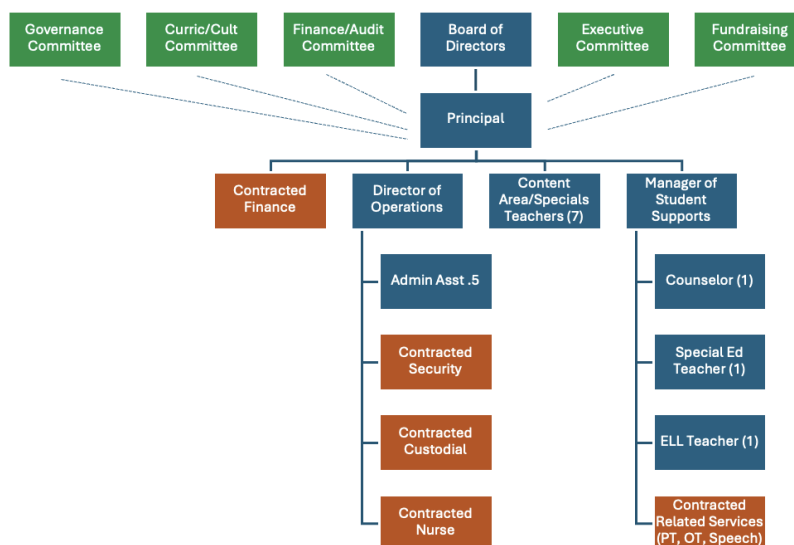 Governance
Committee
Curric/Cult
Committee
Finance/Audit
Committee
Board of
Directors
Executive
Committee
Fundraising
Committee
Principal
Contracted
Finance
Director of
Operations
Content
Area/Specials
Teachers (7)
Manager of
Student
Supports
Admin Asst .5
Contracted
Security
Contracted
Custodial
Contracted
Nurse
Counselor (1)
Special Ed
Teacher (1)
ELL Teacher (1)
Contracted
Related Services
(PT, OT, Speech)